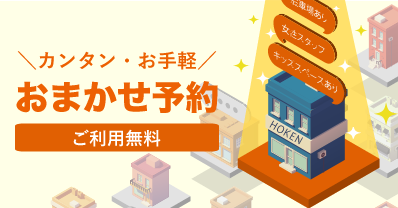 ＼カンタン・お手軽／
おまかせ予約
ご利用無料
駐車場あり
女性スタッフ
キッズスペースあり
HOKEN